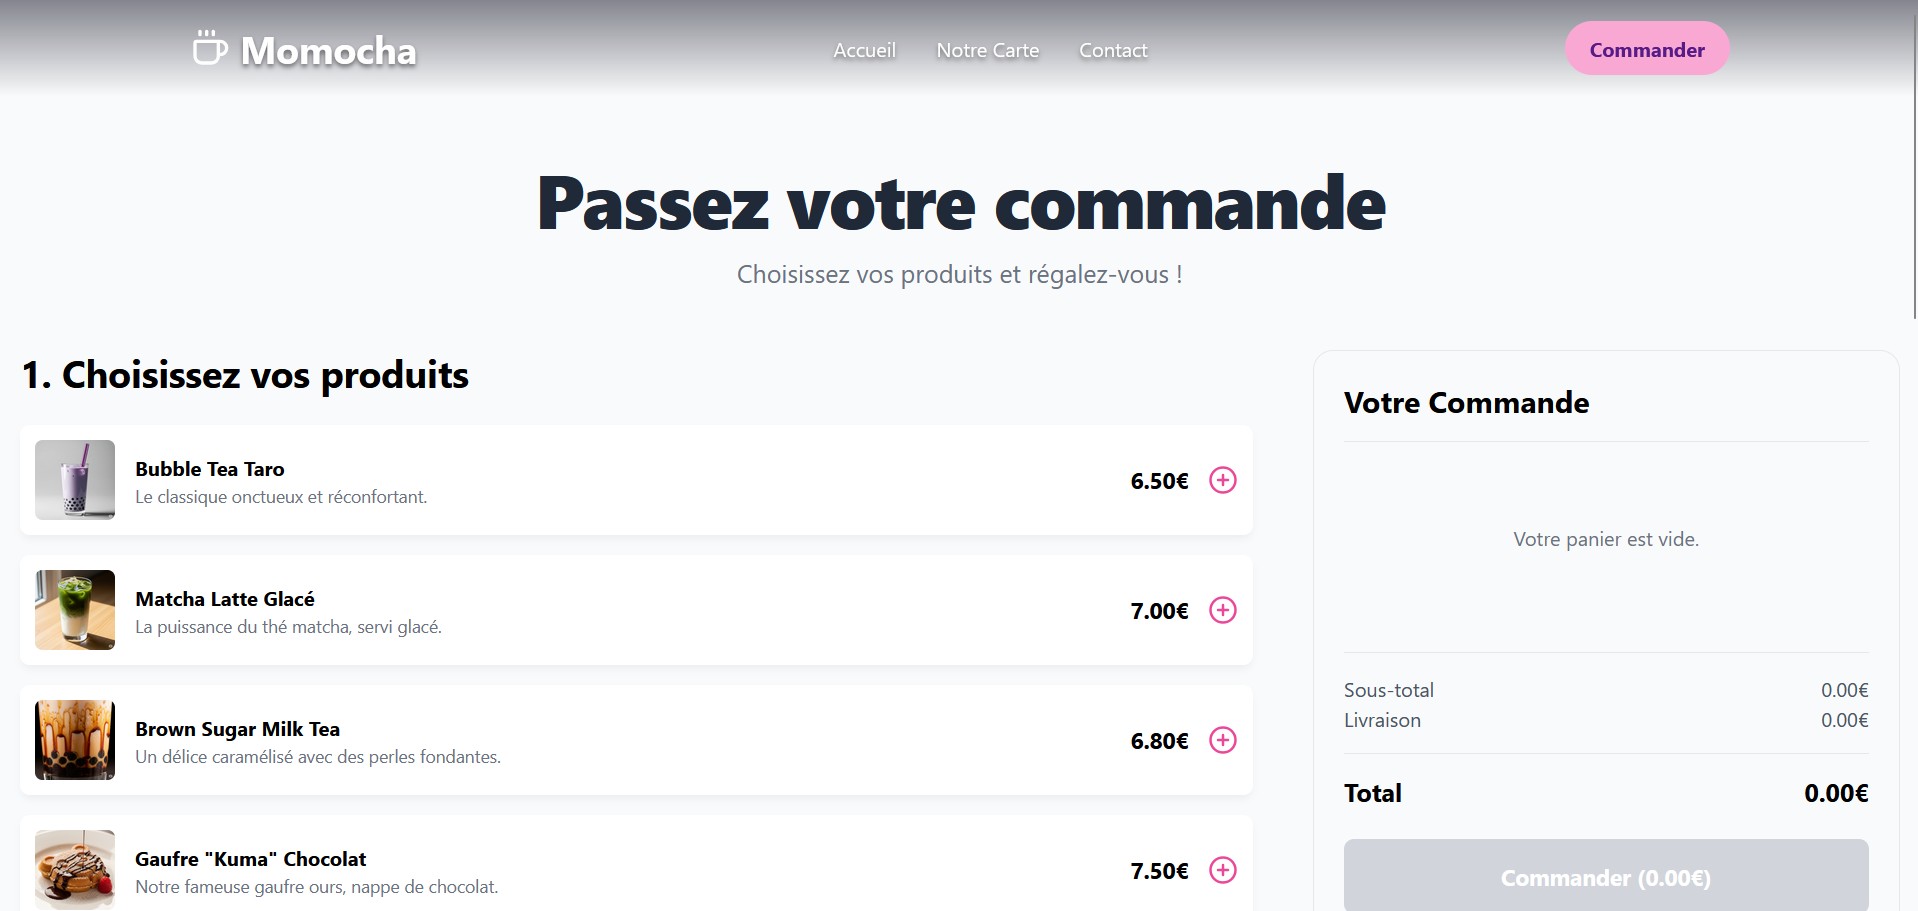 Momocha
Accueil
Notre Carte
Contact
Commander
Passez votre commande
Choisissez vos produits et régalez-vous !
1. Choisissez vos produits
Bubble Tea Taro
Le classique onctueux et réconfortant.
6.50€
Matcha Latte Glacé
La puissance du thé matcha, servi glacé.
7.00€
Brown Sugar Milk Tea
Un délice caramélisé avec des perles fondantes.
6.80€
Gaufre "Kuma" Chocolat
Notre fameuse gaufre ours, nappe de chocolat.
7.50€
Votre Commande
Votre panier est vide.
Sous-total 0.00€
Livraison 0.00€
Total 0.00€
Commander (0.00€)